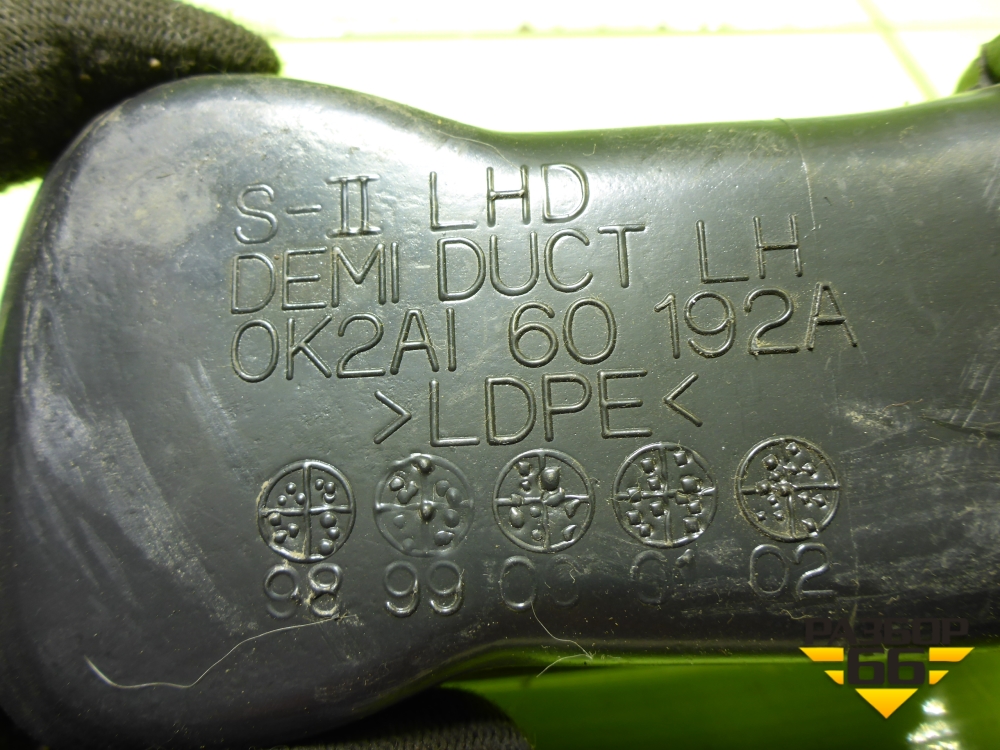 S-II LHD
DEMI DUCT LH
0K2A1 60 192A
>LDPE<
98 99 00 01 02
РАЗБОР
66